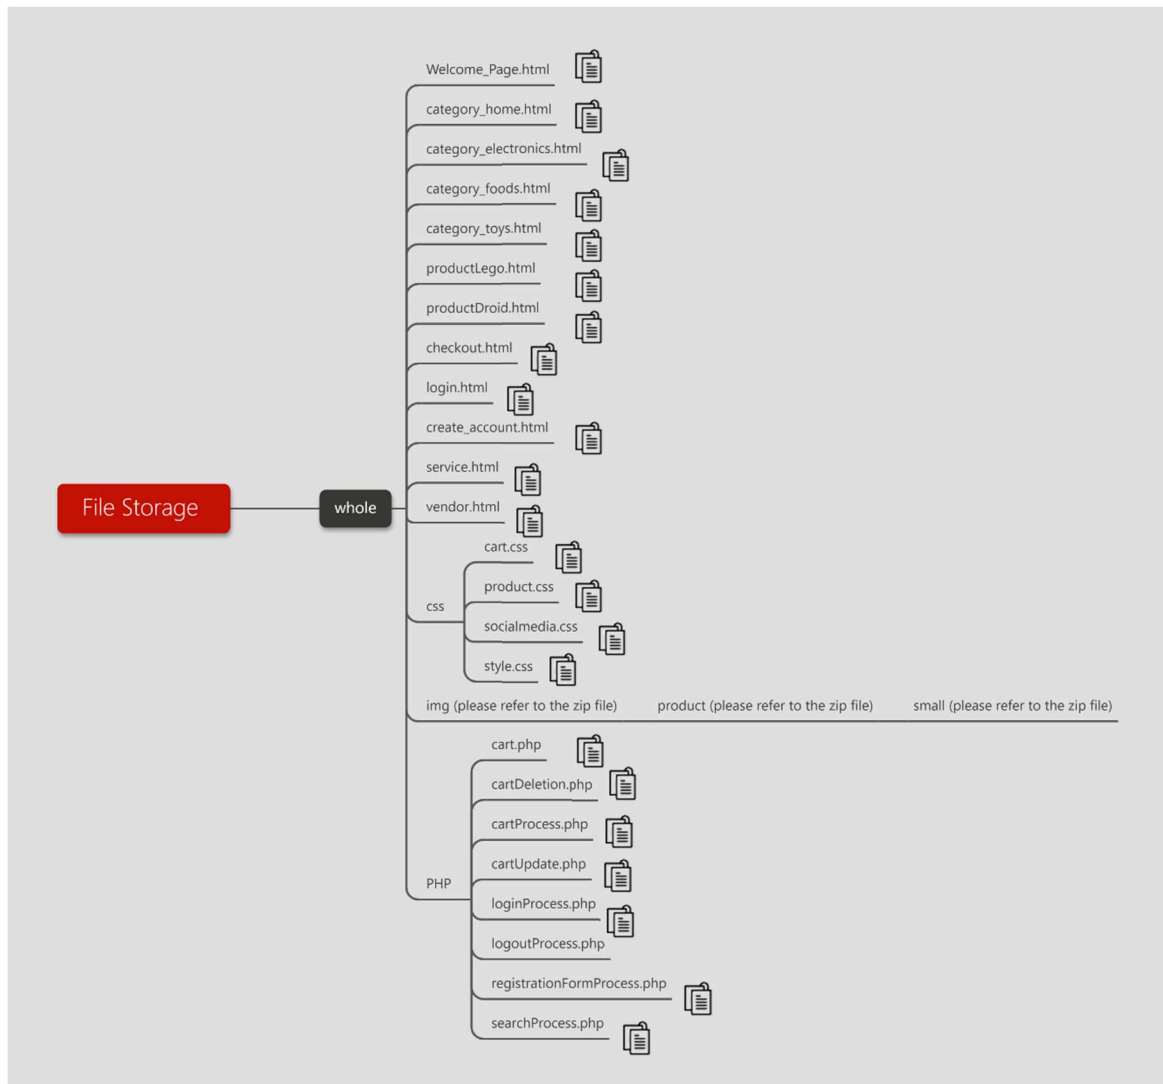 Welcome_Page.html
category_home.html
category_electronics.html
category_foods.html
category_toys.html
productLego.html
productDroid.html
checkout.html
login.html
create_account.html
service.html
File Storage
whole
vendor.html
css
cart.css
product.css
socialmedia.css
style.css
img (please refer to the zip file)
product (please refer to the zip file)
small (please refer to the zip file)
PHP
cart.php
cartDeletion.php
cartProcess.php
cartUpdate.php
loginProcess.php
logoutProcess.php
registrationFormProcess.php
searchProcess.php